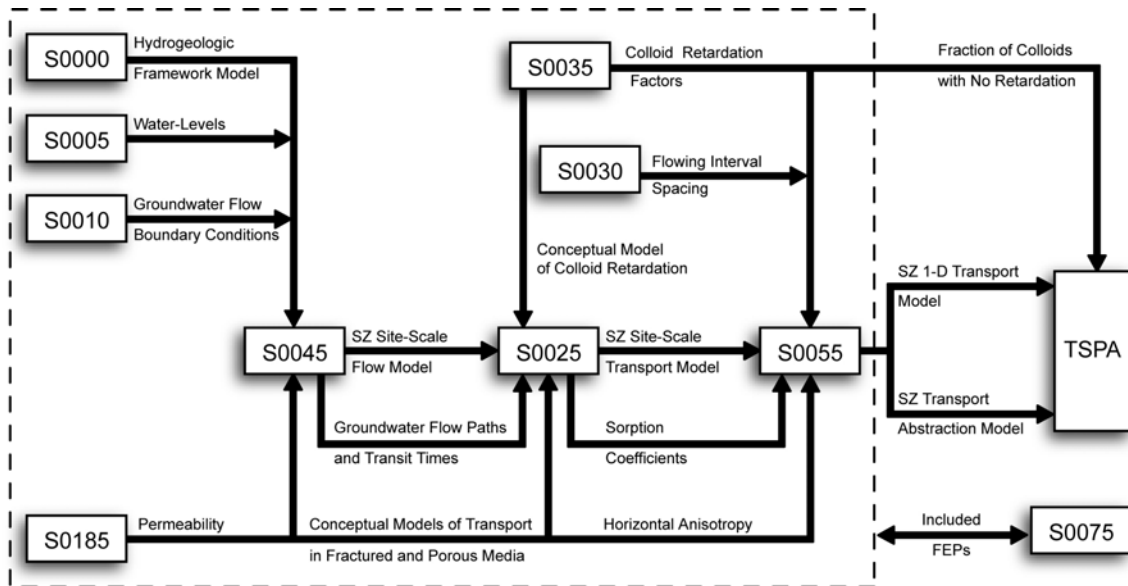 S0000
Hydrogeologic
Framework Model
S0005
Water-Levels
S0010
Groundwater Flow
Boundary Conditions
S0035
Colloid Retardation
Factors
Fraction of Colloids
with No Retardation
S0030
Flowing Interval
Spacing
Conceptual Model
of Colloid Retardation
S0045
SZ Site-Scale
Flow Model
S0025
SZ Site-Scale
Transport Model
S0055
SZ 1-D Transport
Model
TSPA
SZ Transport
Abstraction Model
Groundwater Flow Paths
and Transit Times
Sorption
Coefficients
S0185
Permeability
Conceptual Models of Transport
in Fractured and Porous Media
Horizontal Anisotropy
Included
FEPs
S0075